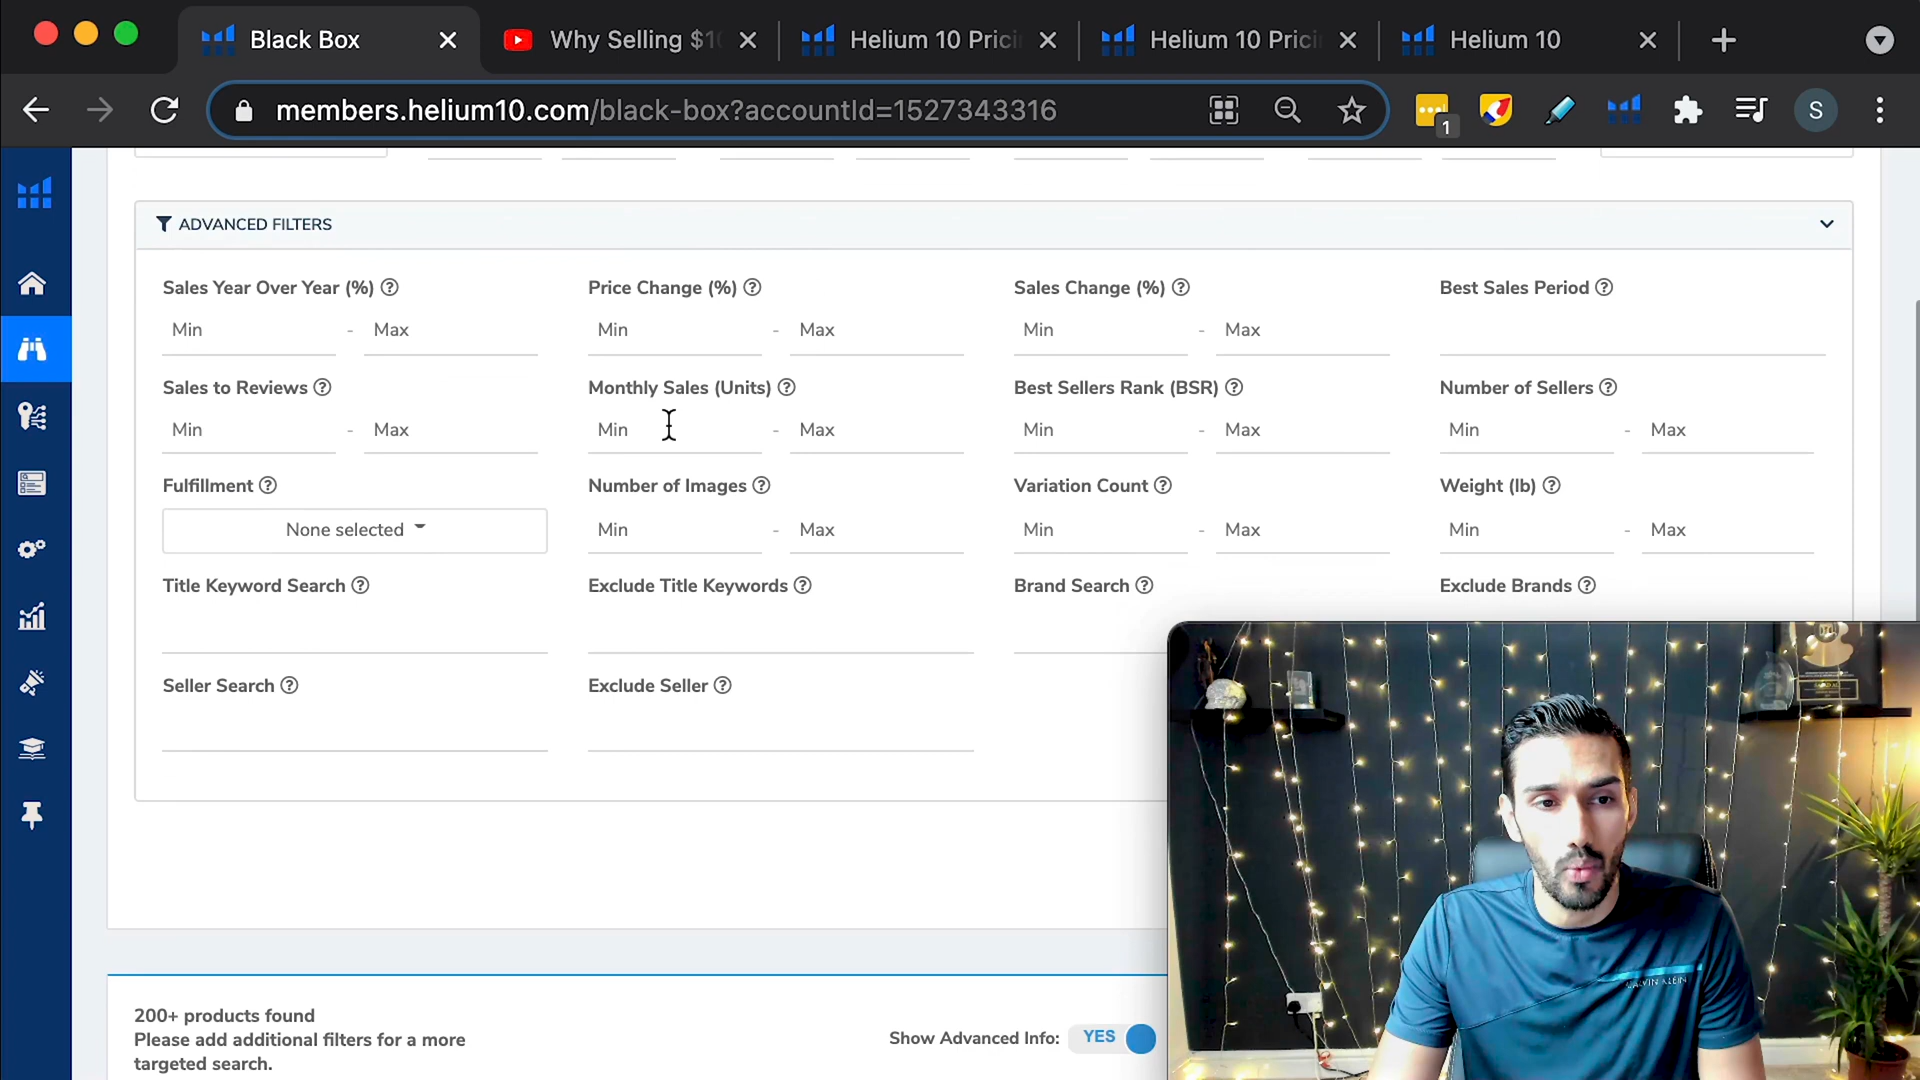 Black Box
Why Selling $1
Helium 10 Prici
Helium 10 Prici
Helium 10
members.helium10.com/black-box?accountId=1527343316
1
S
ADVANCED FILTERS
Sales Year Over Year (%)
Price Change (%)
Sales Change (%)
Best Sales Period
Min - Max
Min - Max
Min - Max
Sales to Reviews
Monthly Sales (Units)
Best Sellers Rank (BSR)
Number of Sellers
Min - Max
Min - Max
Min - Max
Min - Max
Fulfillment
Number of Images
Variation Count
Weight (lb)
None selected
Min - Max
Min - Max
Min - Max
Title Keyword Search
Exclude Title Keywords
Brand Search
Exclude Brands
Seller Search
Exclude Seller
200+ products found
Please add additional filters for a more
targeted search.
Show Advanced Info:
YES
CALVIN KLEIN